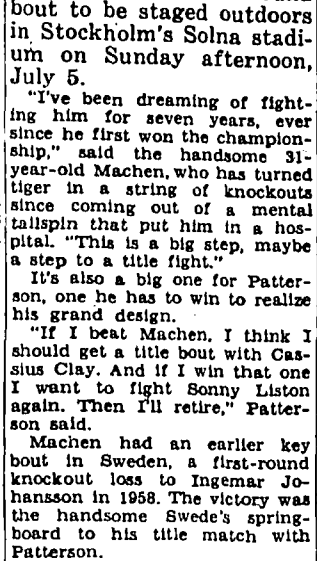 bout to be staged outdoors
in Stockholm's Solna stadi-
um on Sunday afternoon,
July 5.
"I've been dreaming of fight-
ing him for seven years, ever
since he first won the champion-
ship," said the handsome 31-
year-old Machen, who has turned
tiger in a string of knockouts
since coming out of a mental
tailspin that put him in a hos-
pital. "This is a big step, maybe
a step to a title fight."
It's also a big one for Patter-
son, one he has to win to realize
his grand design.
"If I beat Machen, I think I
should get a title bout with Cas-
sius Clay. And if I win that one
I want to fight Sonny Liston
again. Then I'll retire," Patter-
son said.
Machen had an earlier key
bout in Sweden, a first-round
knockout loss to Ingemar Jo-
hansson in 1958. The victory was
the handsome Swede's spring-
board to his title match with
Patterson.